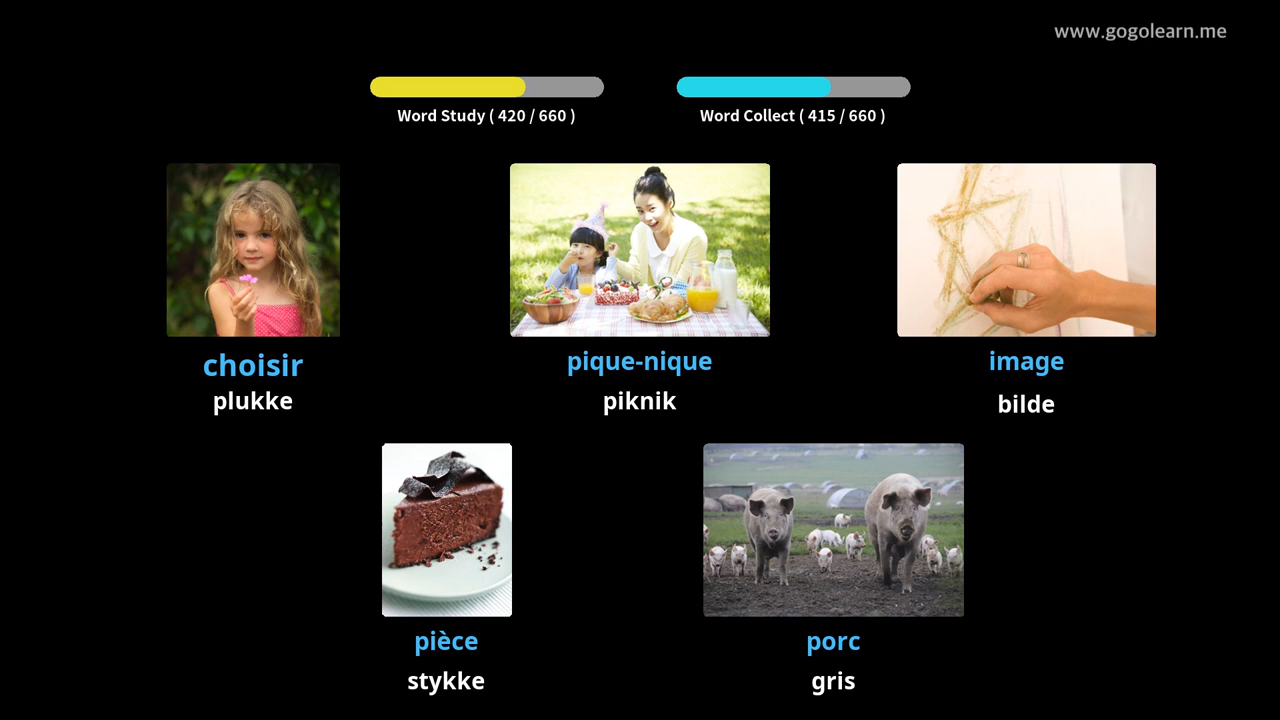 www.gogolearn.me
Word Study ( 420 / 660 )
Word Collect ( 415 / 660 )
choisir
plukke
pique-nique
piknik
image
bilde
pièce
stykke
porc
gris